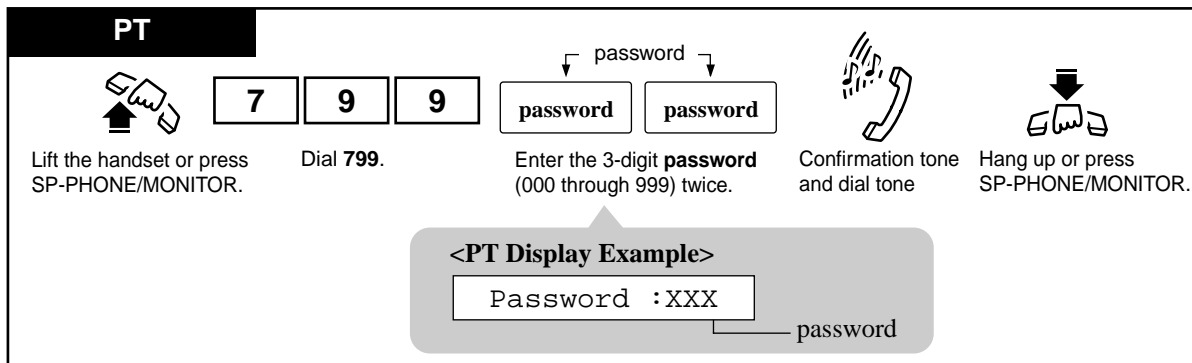 PT
password
7 9 9
password password
Lift the handset or press
SP-PHONE/MONITOR.
Dial 799.
Enter the 3-digit password
(000 through 999) twice.
Confirmation tone
and dial tone
Hang up or press
SP-PHONE/MONITOR.
<PT Display Example>
Password :XXX
password